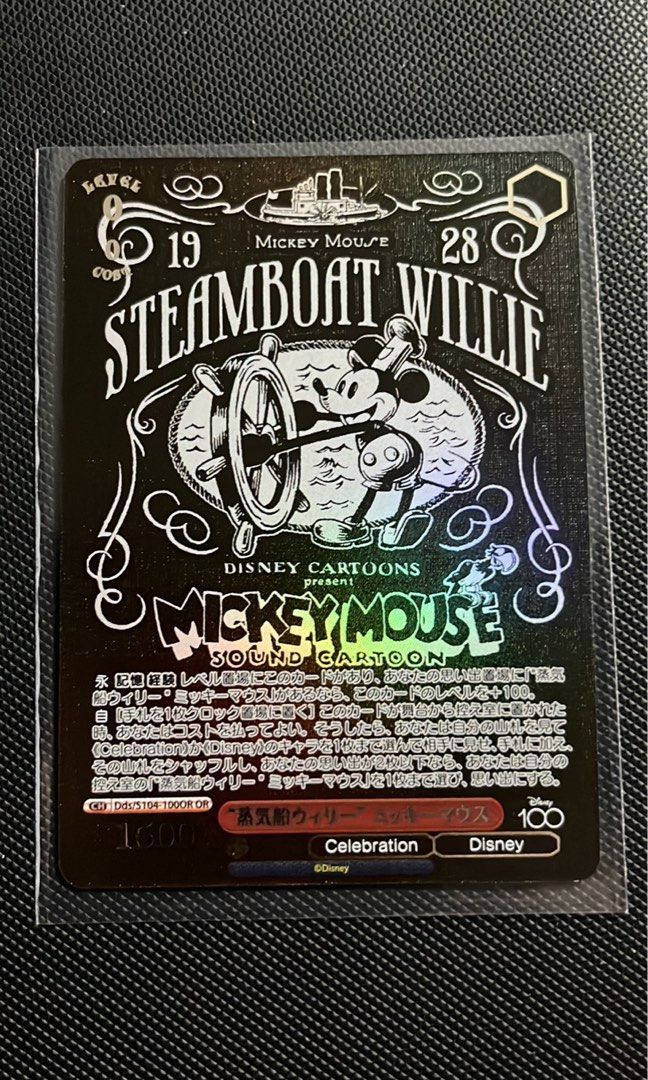 LEVEL
0
0
COST
19
MICKEY MOUSE
28
STEAMBOAT WILLIE
DISNEY CARTOONS
present
MICKEY MOUSE
SOUND CARTOON
永 記憶 経験 レベル置場にこのカードがあり、あなたの思い出置場に「“蒸気
船ウィリー” ミッキーマウス」があるなら、このカードのレベルを+100。
自 [手札を1枚クロック置場に置く] このカードが舞台から控え室に置かれた
時、あなたはコストを払ってよい。そうしたら、あなたは自分の山札を見て
《Celebration》か《Disney》のキャラを1枚まで選んで相手に見せ、手札に加え、
その山札をシャッフルし、あなたの思い出が2枚以下なら、あなたは自分の
控え室の「“蒸気船ウィリー” ミッキーマウス」を1枚まで選び、思い出にする。
CH Dds/S104-100OR OR
“蒸気船ウィリー” ミッキーマウス
Disney
100
1500
Celebration
Disney
©Disney